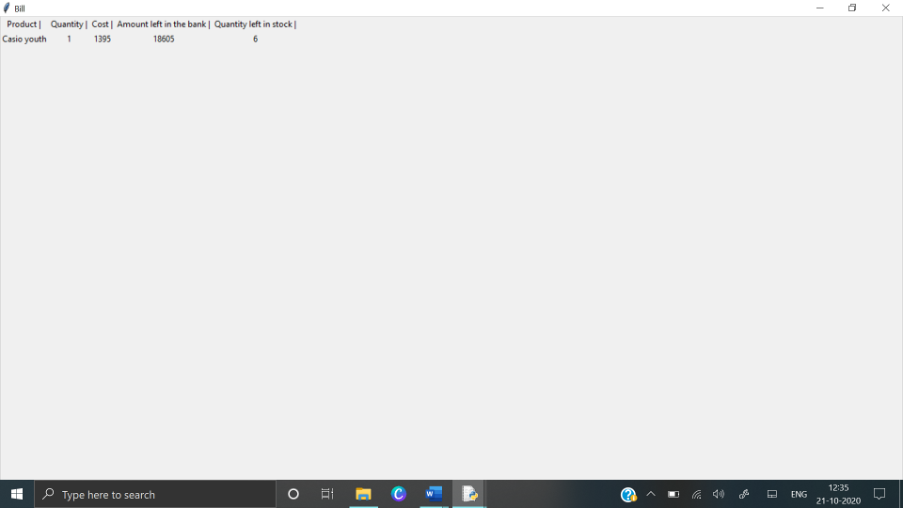 Bill
Product | Quantity | Cost | Amount left in the bank | Quantity left in stock |
Casio youth 1 1395 18605 6
Type here to search
ENG
12:35
21-10-2020